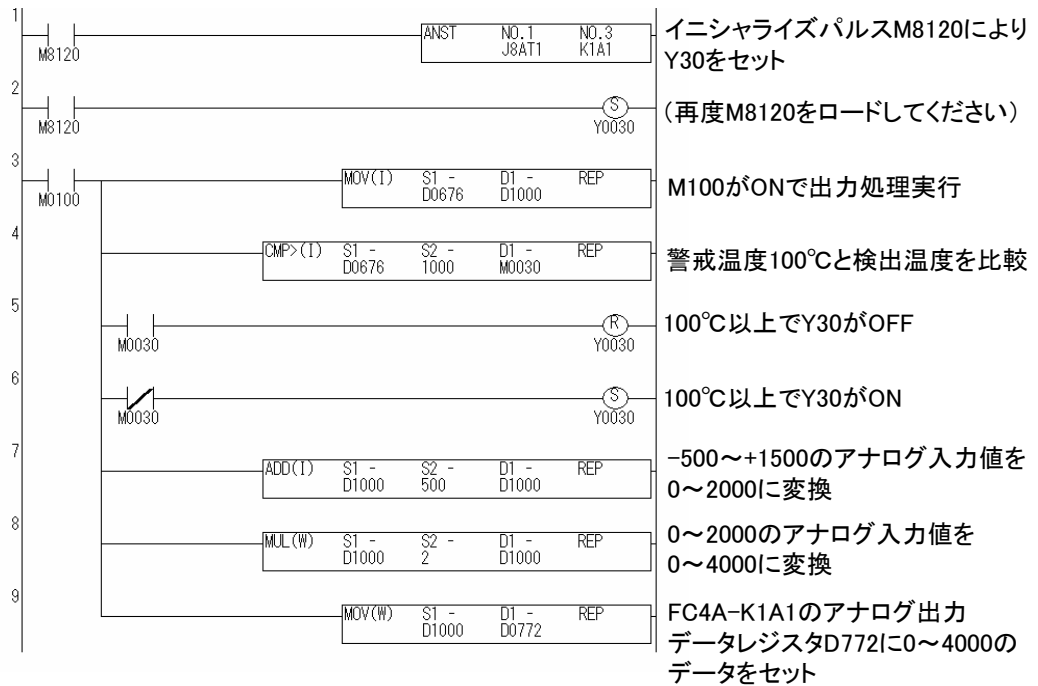 1
ANST NO.1 NO.3
J8AT1 K1A1
M8120
イニシャライズパルスM8120により
Y30をセット
2
S
M8120 Y0030
（再度M8120をロードしてください）
3
MOV(I) S1 - D1 - REP
D0676 D1000
M0100
M100がONで出力処理実行
4
CMP>(I) S1 - S2 - D1 - REP
D0676 1000 M0030
警戒温度100℃と検出温度を比較
5
R
M0030 Y0030
100℃以上でY30がOFF
6
S
M0030 Y0030
100℃以上でY30がON
7
ADD(I) S1 - S2 - D1 - REP
D1000 500 D1000
-500～+1500のアナログ入力値を
0～2000に変換
8
MUL(W) S1 - S2 - D1 - REP
D1000 2 D1000
0～2000のアナログ入力値を
0～4000に変換
9
MOV(W) S1 - D1 - REP
D1000 D0772
FC4A-K1A1のアナログ出力
データレジスタD772に0～4000の
データをセット